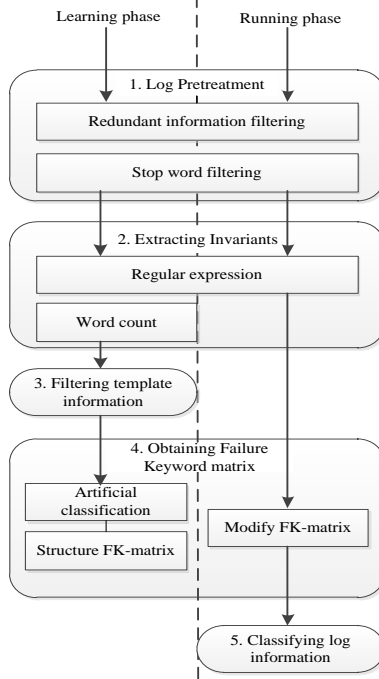 Learning phase
Running phase
1. Log Pretreatment
Redundant information filtering
Stop word filtering
2. Extracting Invariants
Regular expression
Word count
3. Filtering template
information
4. Obtaining Failure
Keyword matrix
Artificial
classification
Structure FK-matrix
Modify FK-matrix
5. Classifying log
information